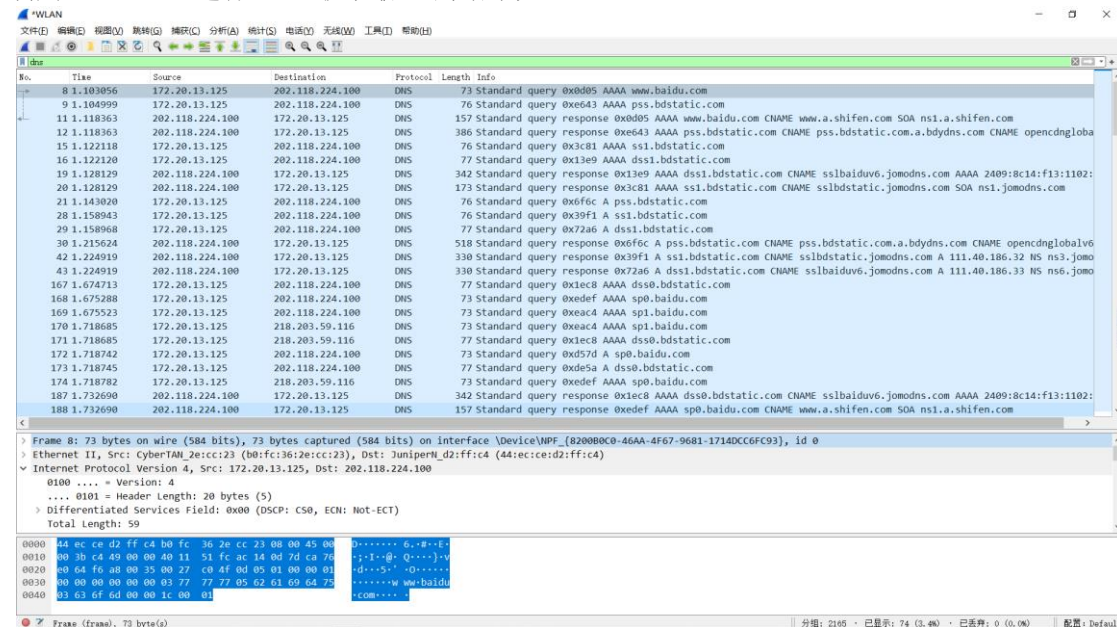 *WLAN
文件(F) 编辑(E) 视图(V) 跳转(G) 捕获(C) 分析(A) 统计(S) 电话(Y) 无线(W) 工具(T) 帮助(H)
dns
No. Time Source Destination Protocol Length Info
8 1.103056 172.20.13.125 202.118.224.100 DNS 73 Standard query 0x0d05 AAAA www.baidu.com
9 1.104999 172.20.13.125 202.118.224.100 DNS 76 Standard query 0xe643 AAAA pss.bdstatic.com
11 1.118363 202.118.224.100 172.20.13.125 DNS 157 Standard query response 0x0d05 AAAA www.baidu.com CNAME www.a.shifen.com SOA ns1.a.shifen.com
12 1.118363 202.118.224.100 172.20.13.125 DNS 386 Standard query response 0xe643 AAAA pss.bdstatic.com CNAME pss.bdstatic.com.a.bdydns.com CNAME opencdngloba
15 1.122118 172.20.13.125 202.118.224.100 DNS 76 Standard query 0x3c81 AAAA ss1.bdstatic.com
16 1.122120 172.20.13.125 202.118.224.100 DNS 77 Standard query 0x13e9 AAAA dss1.bdstatic.com
19 1.128129 202.118.224.100 172.20.13.125 DNS 342 Standard query response 0x13e9 AAAA dss1.bdstatic.com CNAME sslbaiduv6.jomodns.com AAAA 2409:8c14:f13:1102:
20 1.128129 202.118.224.100 172.20.13.125 DNS 173 Standard query response 0x3c81 AAAA ss1.bdstatic.com CNAME sslbdstatic.jomodns.com SOA ns1.jomodns.com
21 1.143020 172.20.13.125 202.118.224.100 DNS 76 Standard query 0x6f6c A pss.bdstatic.com
28 1.158943 172.20.13.125 202.118.224.100 DNS 76 Standard query 0x39f1 A ss1.bdstatic.com
29 1.158968 172.20.13.125 202.118.224.100 DNS 77 Standard query 0x72a6 A dss1.bdstatic.com
30 1.215624 202.118.224.100 172.20.13.125 DNS 518 Standard query response 0x6f6c A pss.bdstatic.com CNAME pss.bdstatic.com.a.bdydns.com CNAME opencdnglobalv6
42 1.224919 202.118.224.100 172.20.13.125 DNS 330 Standard query response 0x39f1 A ss1.bdstatic.com CNAME sslbdstatic.jomodns.com A 111.40.186.32 NS ns3.jomo
43 1.224919 202.118.224.100 172.20.13.125 DNS 330 Standard query response 0x72a6 A dss1.bdstatic.com CNAME sslbaiduv6.jomodns.com A 111.40.186.33 NS ns6.jomo
167 1.674713 172.20.13.125 202.118.224.100 DNS 77 Standard query 0x1ec8 AAAA dss0.bdstatic.com
168 1.675288 172.20.13.125 202.118.224.100 DNS 73 Standard query 0xedef AAAA sp0.baidu.com
169 1.675523 172.20.13.125 202.118.224.100 DNS 73 Standard query 0xeac4 AAAA sp1.baidu.com
170 1.718685 172.20.13.125 218.203.59.116 DNS 73 Standard query 0xeac4 AAAA sp1.baidu.com
171 1.718685 172.20.13.125 218.203.59.116 DNS 77 Standard query 0x1ec8 AAAA dss0.bdstatic.com
172 1.718742 172.20.13.125 202.118.224.100 DNS 73 Standard query 0xd57d A sp0.baidu.com
173 1.718745 172.20.13.125 202.118.224.100 DNS 77 Standard query 0xde5a A dss0.bdstatic.com
174 1.718782 172.20.13.125 218.203.59.116 DNS 73 Standard query 0xedef AAAA sp0.baidu.com
187 1.732690 202.118.224.100 172.20.13.125 DNS 342 Standard query response 0x1ec8 AAAA dss0.bdstatic.com CNAME sslbaiduv6.jomodns.com AAAA 2409:8c14:f13:1102:
188 1.732690 202.118.224.100 172.20.13.125 DNS 157 Standard query response 0xedef AAAA sp0.baidu.com CNAME www.a.shifen.com SOA ns1.a.shifen.com
Frame 8: 73 bytes on wire (584 bits), 73 bytes captured (584 bits) on interface \Device\NPF_{8200B0C0-46AA-4F67-9681-1714DCC6FC93}, id 0
Ethernet II, Src: CyberTAN_2e:cc:23 (b0:fc:36:2e:cc:23), Dst: JuniperN_d2:ff:c4 (44:ec:ce:d2:ff:c4)
Internet Protocol Version 4, Src: 172.20.13.125, Dst: 202.118.224.100
0100 .... = Version: 4
.... 0101 = Header Length: 20 bytes (5)
Differentiated Services Field: 0x00 (DSCP: CS0, ECN: Not-ECT)
Total Length: 59
0000 44 ec ce d2 ff c4 b0 fc 36 2e cc 23 08 00 45 00 D······· 6.·#··E·
0010 00 3b c4 49 00 00 40 11 51 fc ac 14 0d 7d ca 76 ·;·I··@· Q····}·v
0020 e0 64 f6 a8 00 35 00 27 c0 4f 0d 05 01 00 00 01 ·d···5·' ·O······
0030 00 00 00 00 00 00 03 77 77 77 05 62 61 69 64 75 ·······w ww·baidu
0040 03 63 6f 6d 00 00 1c 00 01 ·com···· ·
Frame (frame), 73 byte(s) 分组: 2165 · 已显示: 74 (3.4%) · 已丢弃: 0 (0.0%) 配置: Defaul